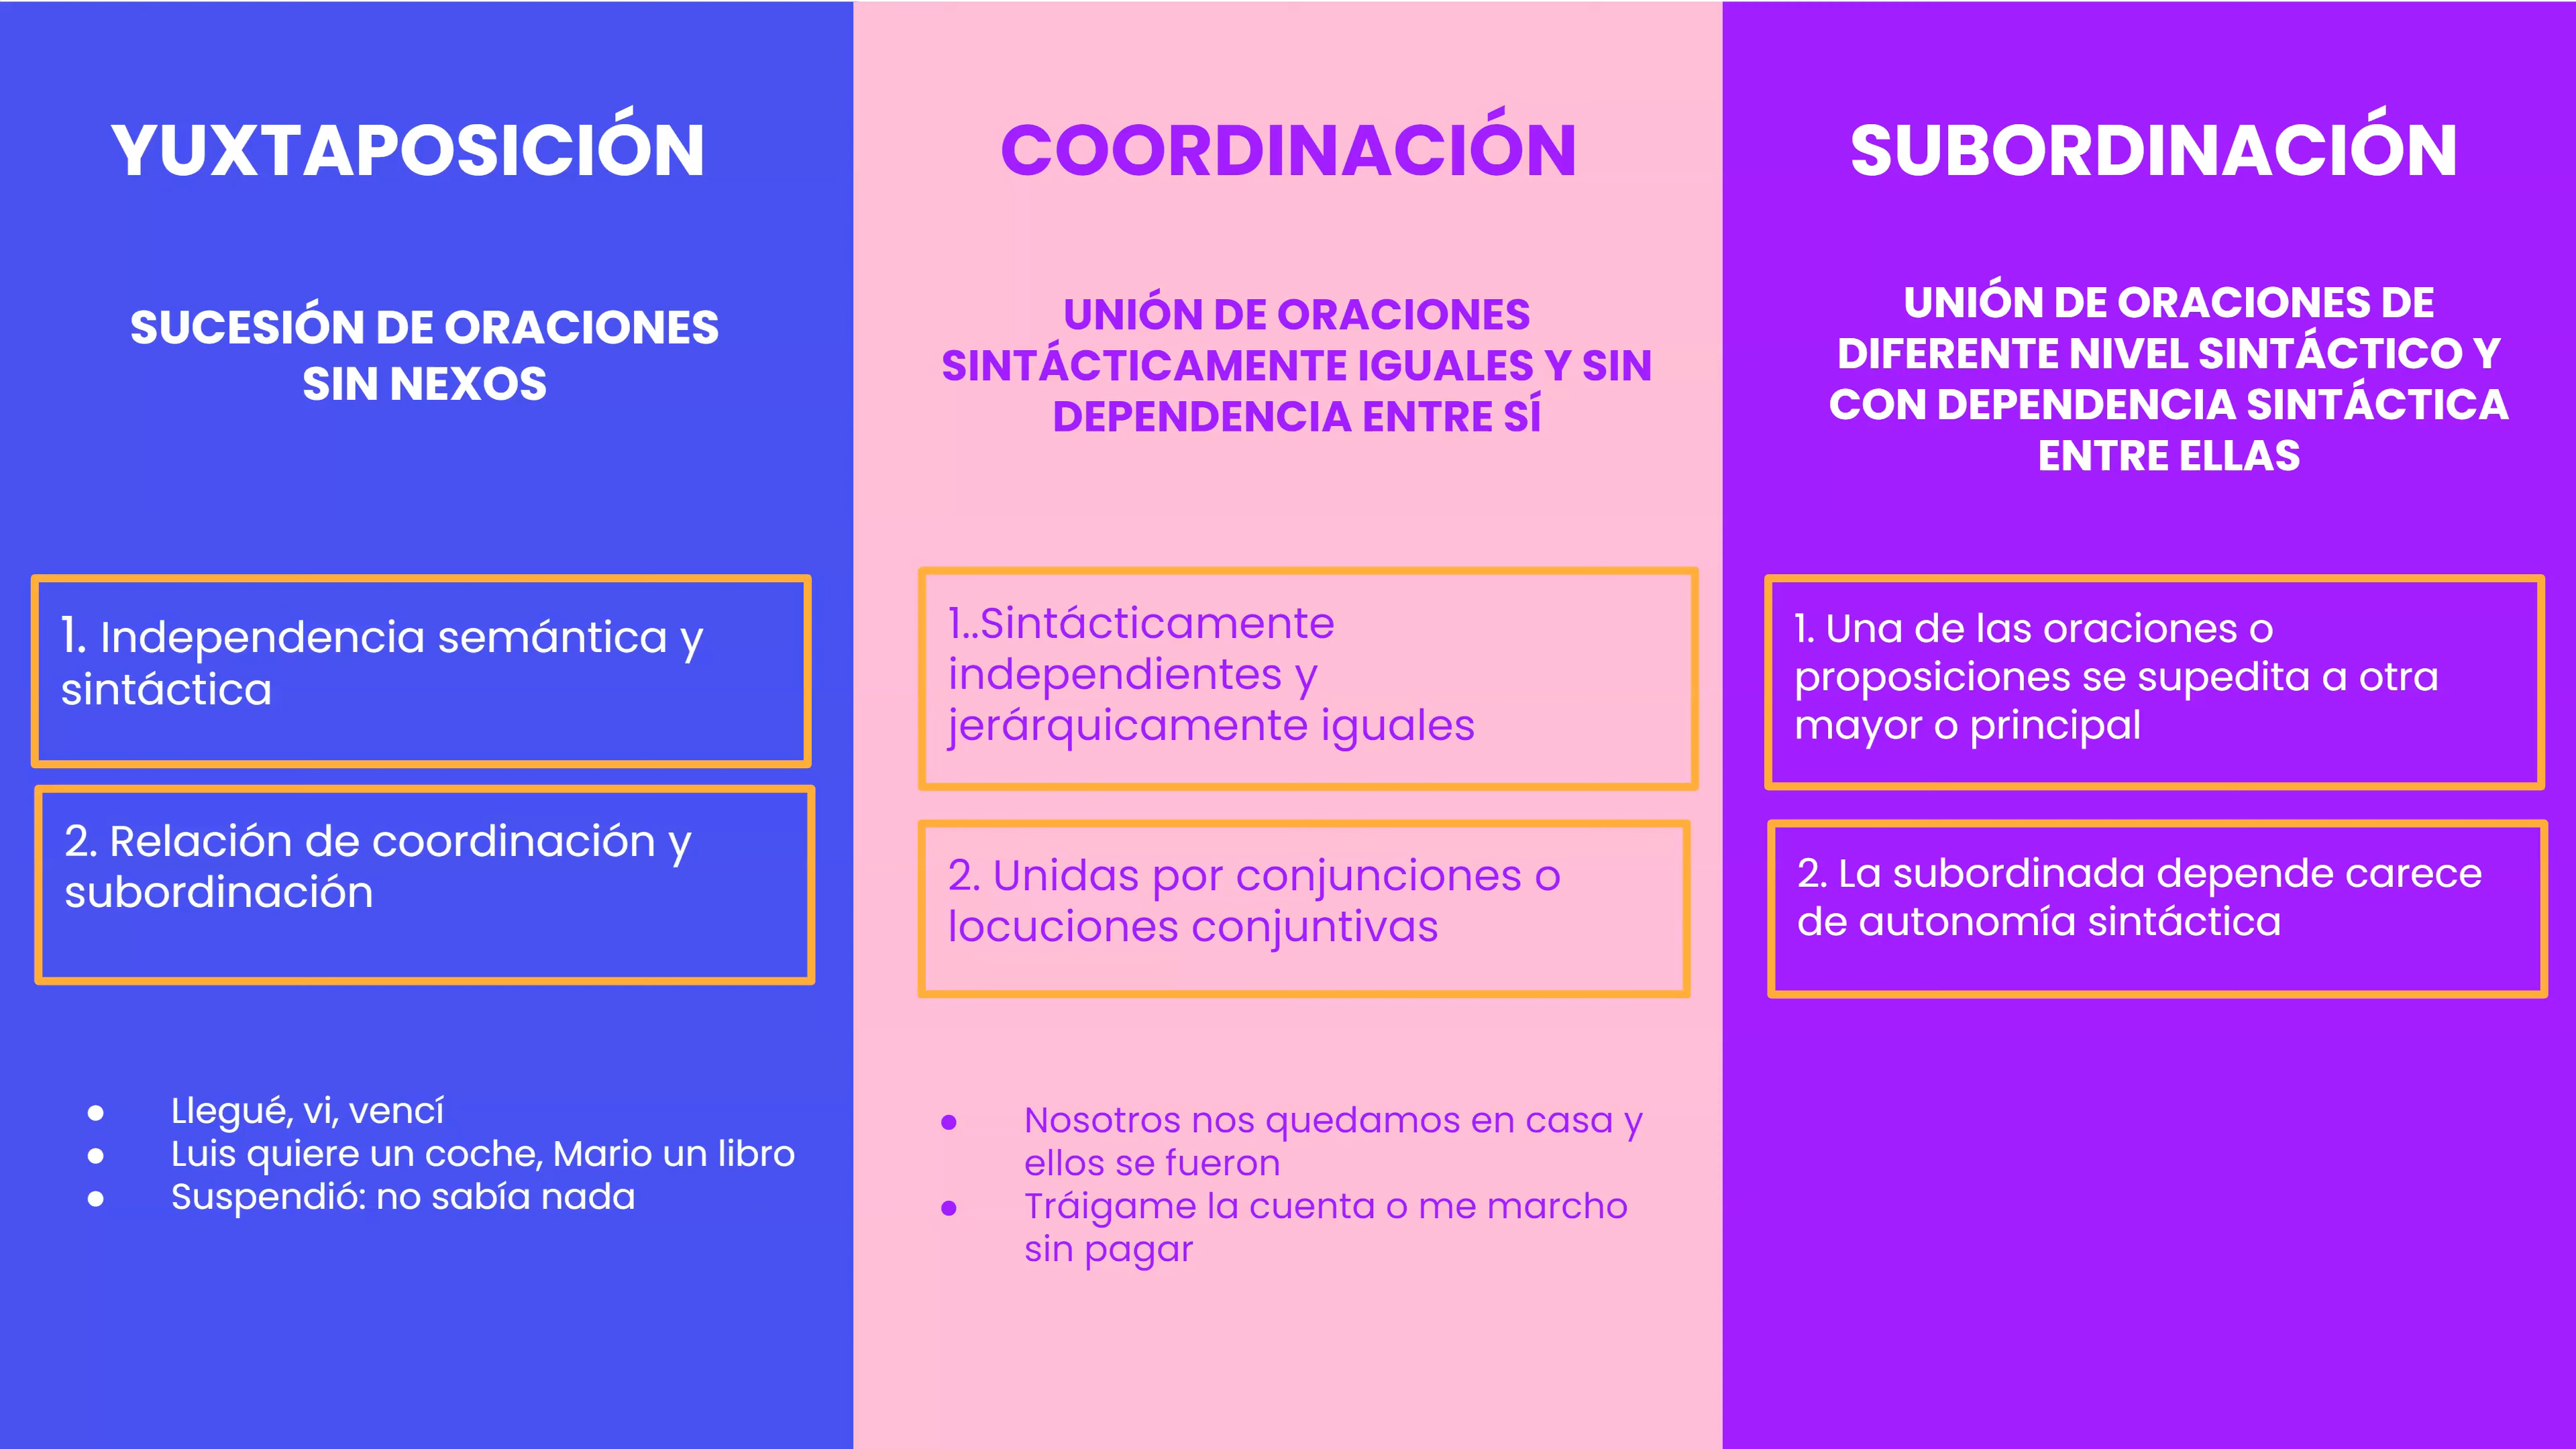 YUXTAPOSICIÓN
SUCESIÓN DE ORACIONES
SIN NEXOS
1. Independencia semántica y
sintáctica
2. Relación de coordinación y
subordinación
● Llegué, vi, vencí
● Luis quiere un coche, Mario un libro
● Suspendió: no sabía nada
COORDINACIÓN
UNIÓN DE ORACIONES
SINTÁCTICAMENTE IGUALES Y SIN
DEPENDENCIA ENTRE SÍ
1..Sintácticamente
independientes y
jerárquicamente iguales
2. Unidas por conjunciones o
locuciones conjuntivas
● Nosotros nos quedamos en casa y
ellos se fueron
● Tráigame la cuenta o me marcho
sin pagar
SUBORDINACIÓN
UNIÓN DE ORACIONES DE
DIFERENTE NIVEL SINTÁCTICO Y
CON DEPENDENCIA SINTÁCTICA
ENTRE ELLAS
1. Una de las oraciones o
proposiciones se supedita a otra
mayor o principal
2. La subordinada depende carece
de autonomía sintáctica